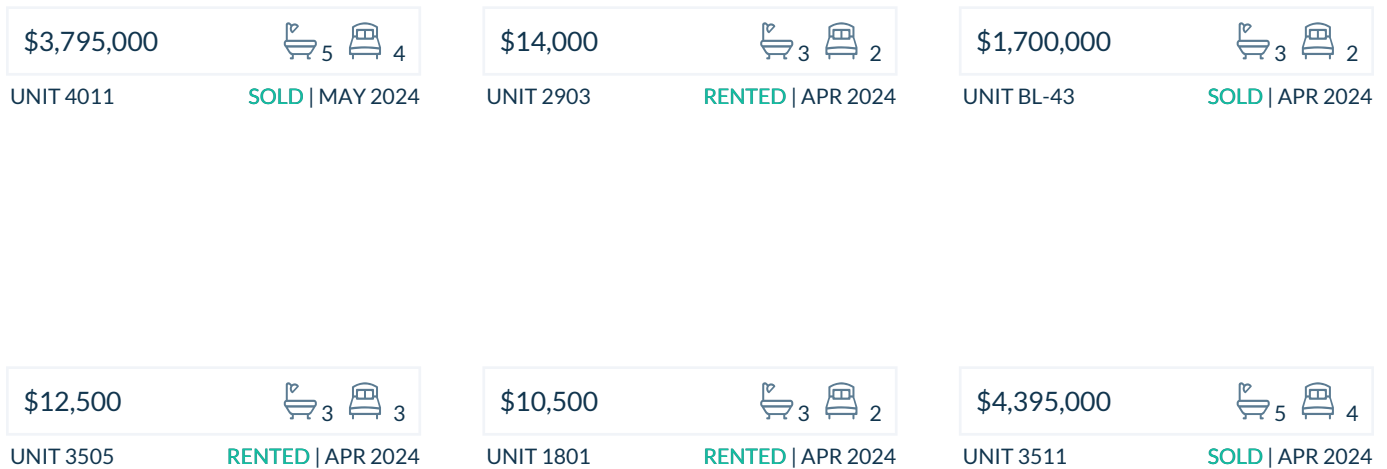 $3,795,000 5 4
UNIT 4011 SOLD | MAY 2024
$14,000 3 2
UNIT 2903 RENTED | APR 2024
$1,700,000 3 2
UNIT BL-43 SOLD | APR 2024
$12,500 3 3
UNIT 3505 RENTED | APR 2024
$10,500 3 2
UNIT 1801 RENTED | APR 2024
$4,395,000 5 4
UNIT 3511 SOLD | APR 2024